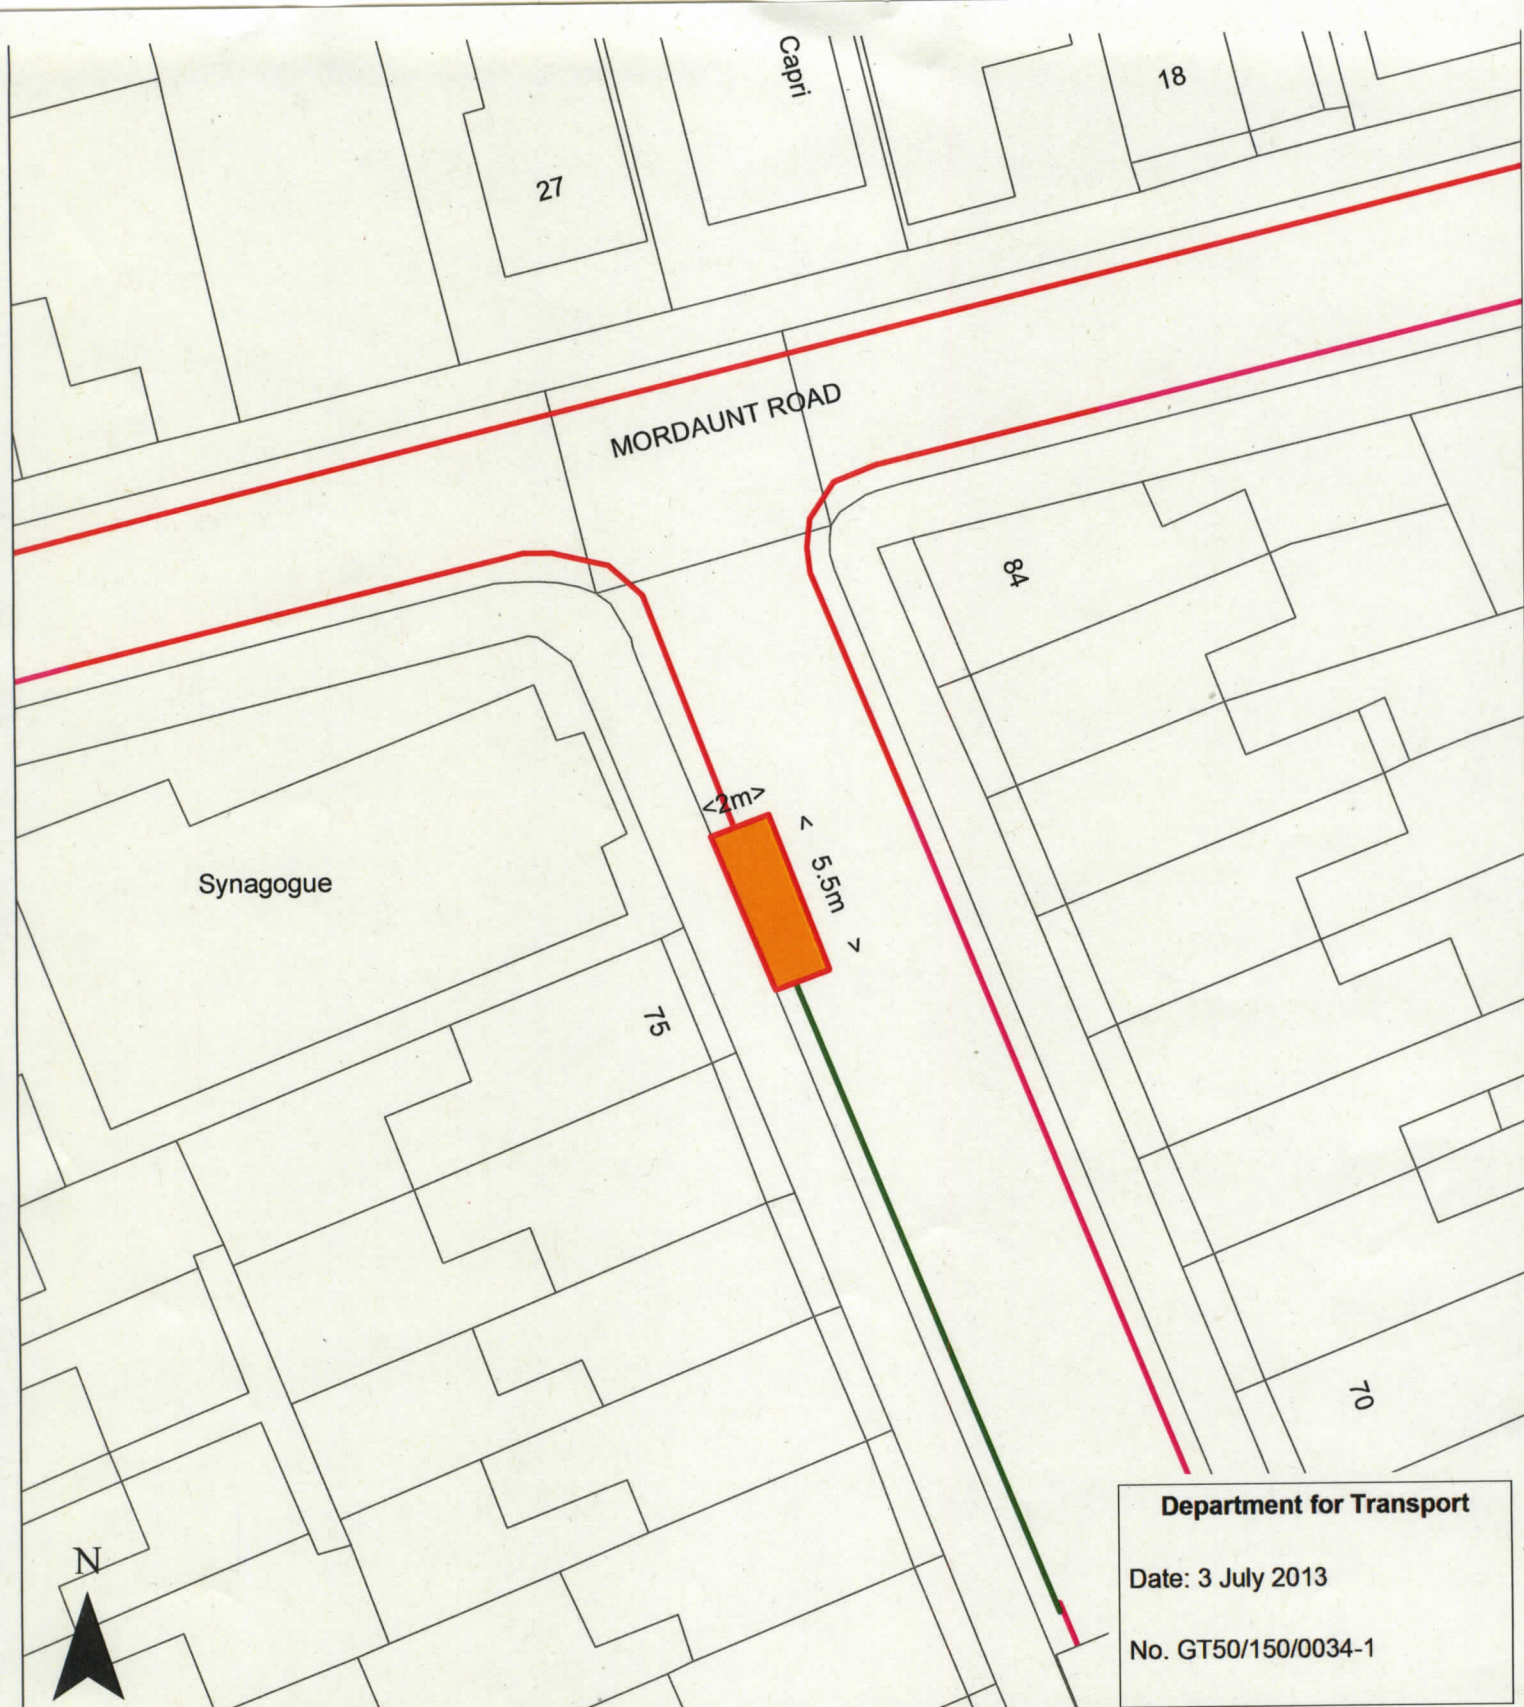 Capri
18
27
MORDAUNT ROAD
84
<2m>
< 5.5m >
Synagogue
75
70
N
Department for Transport
Date: 3 July 2013
No. GT50/150/0034-1